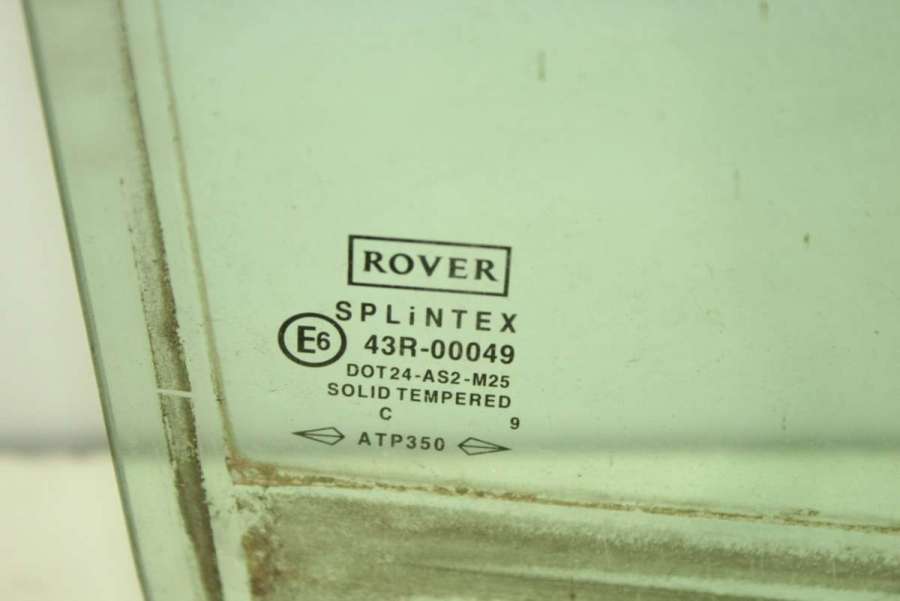 ROVER
SPLiNTEX
E6 43R-00049
DOT24-AS2-M25
SOLID TEMPERED
C 9
ATP350